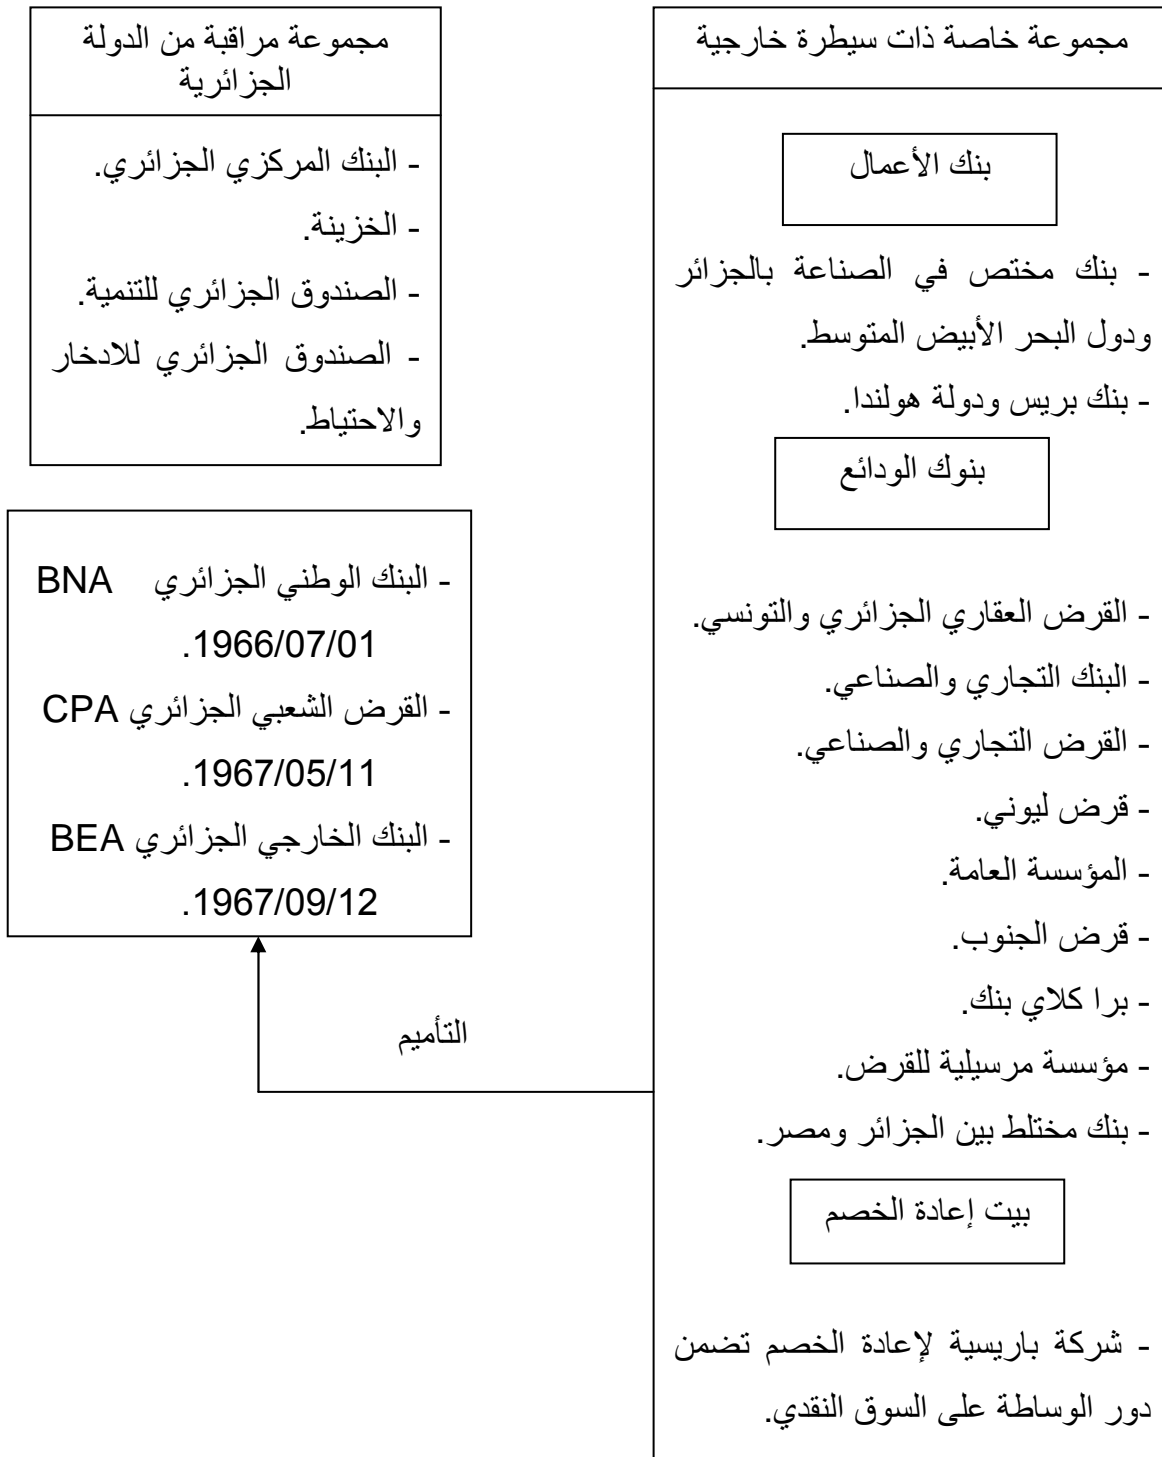 مجموعة خاصة ذات سيطرة خارجية
بنك الأعمال
- بنك مختص في الصناعة بالجزائر
ودول البحر الأبيض المتوسط.
- بنك بريس ودولة هولندا.
بنوك الودائع
- القرض العقاري الجزائري والتونسي.
- البنك التجاري والصناعي.
- القرض التجاري والصناعي.
- قرض ليوني.
- المؤسسة العامة.
- قرض الجنوب.
- برا كلاي بنك.
- مؤسسة مرسيلية للقرض.
- بنك مختلط بين الجزائر ومصر.
بيت إعادة الخصم
- شركة باريسية لإعادة الخصم تضمن
دور الوساطة على السوق النقدي.
مجموعة مراقبة من الدولة
الجزائرية
- البنك المركزي الجزائري.
- الخزينة.
- الصندوق الجزائري للتنمية.
- الصندوق الجزائري للادخار
والاحتياط.
- البنك الوطني الجزائري BNA
1966/07/01.
- القرض الشعبي الجزائري CPA
1967/05/11.
- البنك الخارجي الجزائري BEA
1967/09/12.
التأميم